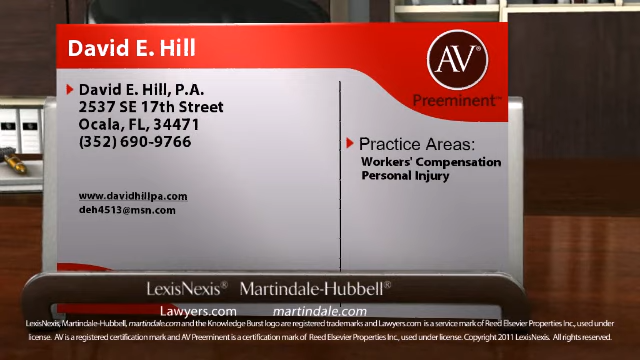 David E. Hill
AV®
Preeminent™
David E. Hill, P.A.
2537 SE 17th Street
Ocala, FL, 34471
(352) 690-9766
www.davidhillpa.com
deh4513@msn.com
Practice Areas:
Workers' Compensation
Personal Injury
LexisNexis® Martindale-Hubbell®
Lawyers.com martindale.com
LexisNexis, Martindale-Hubbell, martindale.com and the Knowledge Burst logo are registered trademarks and Lawyers.com is a service mark of Reed Elsevier Properties Inc., used under
license. AV is a registered certification mark and AV Preeminent is a certification mark of Reed Elsevier Properties Inc., used under license. Copyright 2011 LexisNexis. All rights reserved.